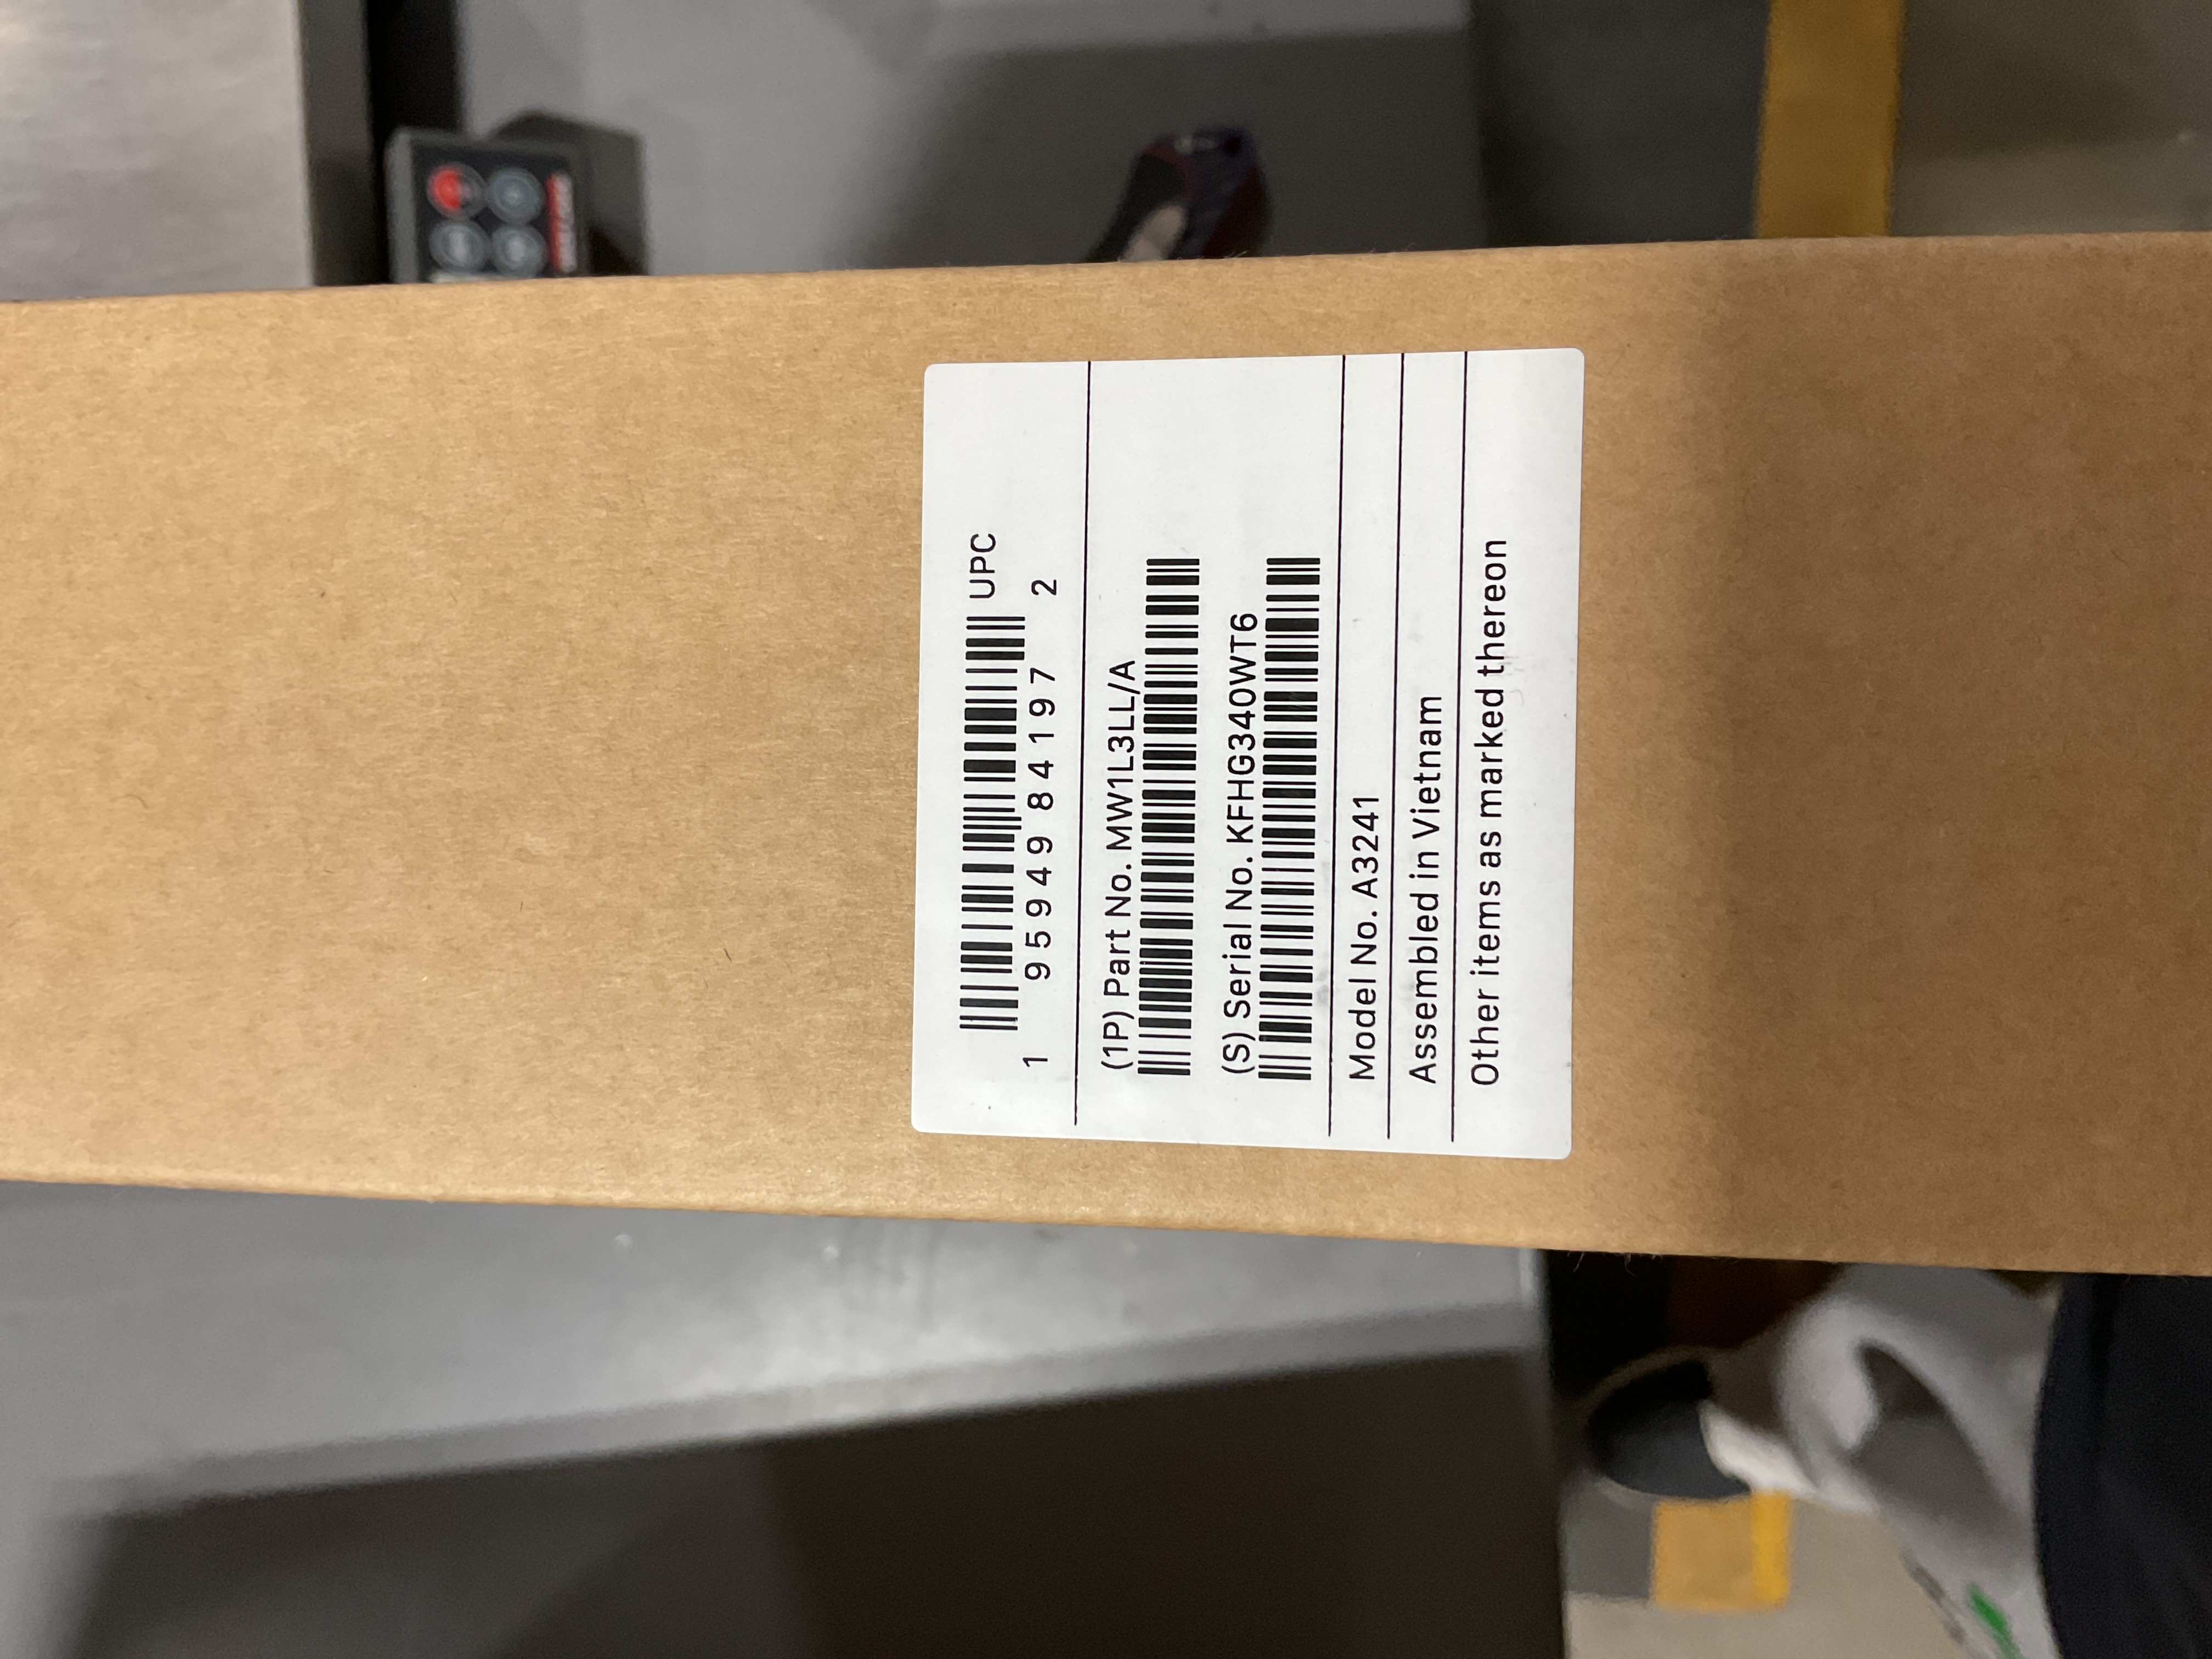 UPC
1 95949 84197 2
(1P) Part No. MW1L3LL/A
(S) Serial No. KFHG340WT6
Model No. A3241
Assembled in Vietnam
Other items as marked thereon